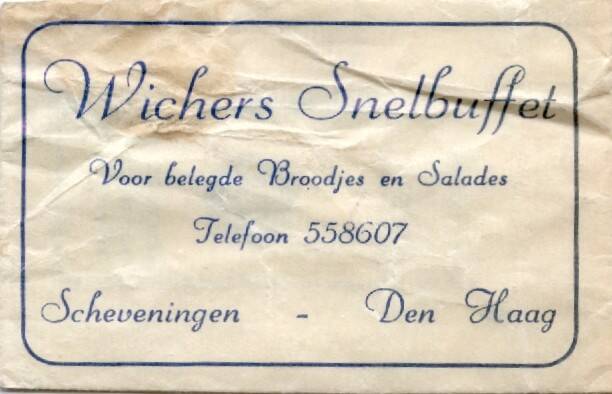 Wichers Snelbuffet
Voor belegde Broodjes en Salades
Telefoon 558607
Scheveningen - Den Haag